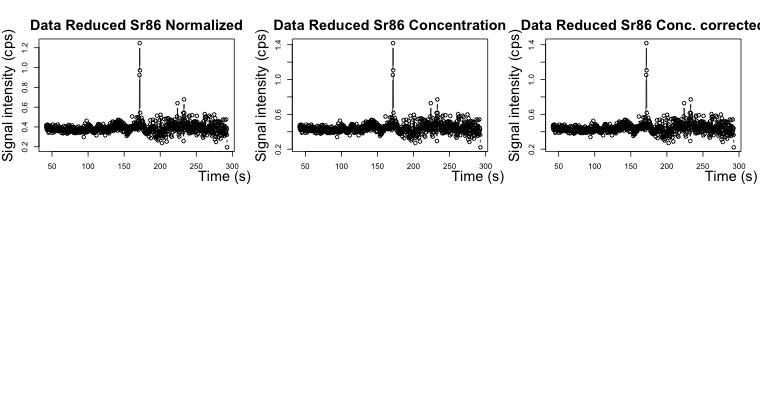 Data Reduced Sr86 Normalized
Signal intensity (cps)
0.2 0.4 0.6 0.8 1.0 1.2
50 100 150 200 250 300
Time (s)
Data Reduced Sr86 Concentration
Signal intensity (cps)
0.2 0.6 1.0 1.4
50 100 150 200 250 300
Time (s)
Data Reduced Sr86 Conc. corrected
Signal intensity (cps)
0.2 0.6 1.0 1.4
50 100 150 200 250 300
Time (s)